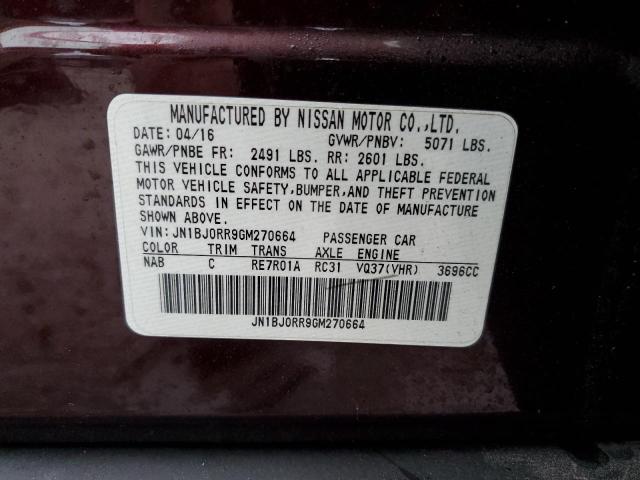 MANUFACTURED BY NISSAN MOTOR CO.,LTD.
DATE: 04/16 GVWR/PNBV: 5071 LBS.
GAWR/PNBE FR: 2491 LBS. RR: 2601 LBS.
THIS VEHICLE CONFORMS TO ALL APPLICABLE FEDERAL
MOTOR VEHICLE SAFETY,BUMPER,AND THEFT PREVENTION
STANDARDS IN EFFECT ON THE DATE OF MANUFACTURE
SHOWN ABOVE.
VIN: JN1BJ0RR9GM270664 PASSENGER CAR
COLOR TRIM TRANS AXLE ENGINE
NAB C RE7R01A RC31 VQ37(VHR) 3696CC
JN1BJ0RR9GM270664